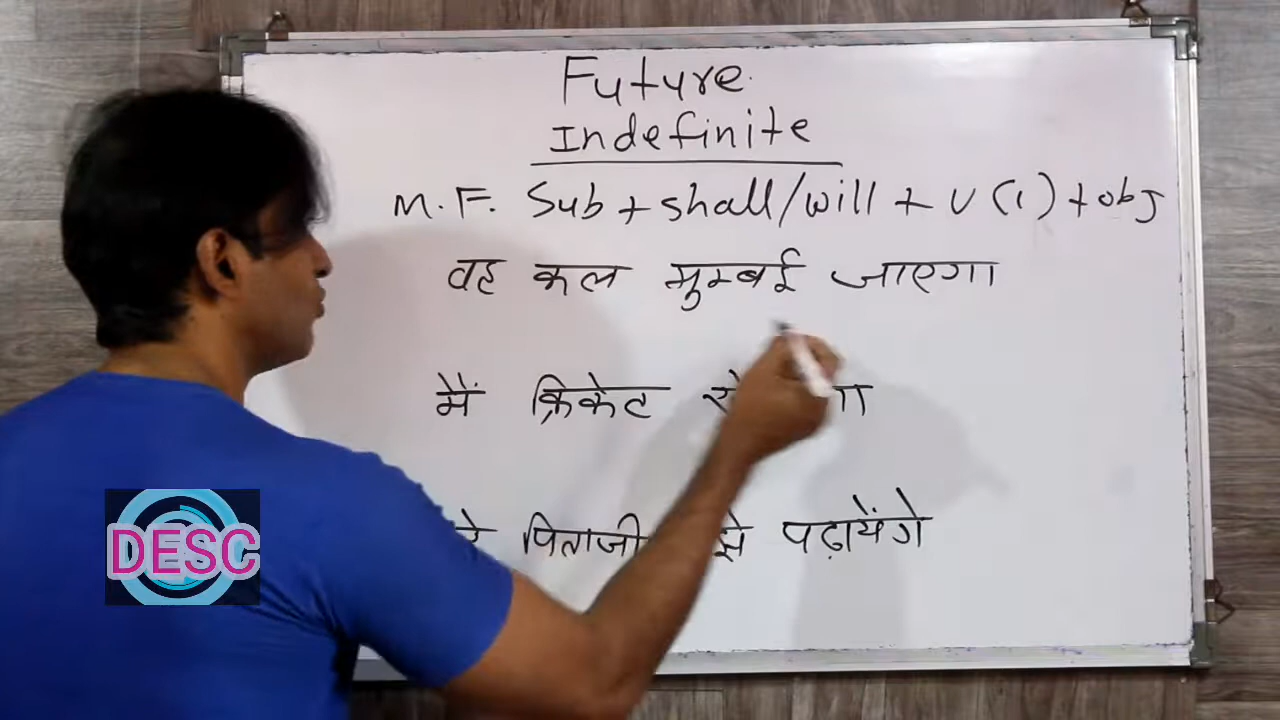 Future
Indefinite
M.F. Sub + shall/will + V (1) + obj
वह कल मुम्बई जाएगा
मैं क्रिकेट
पिताजी पढ़ायेंगे
DESC